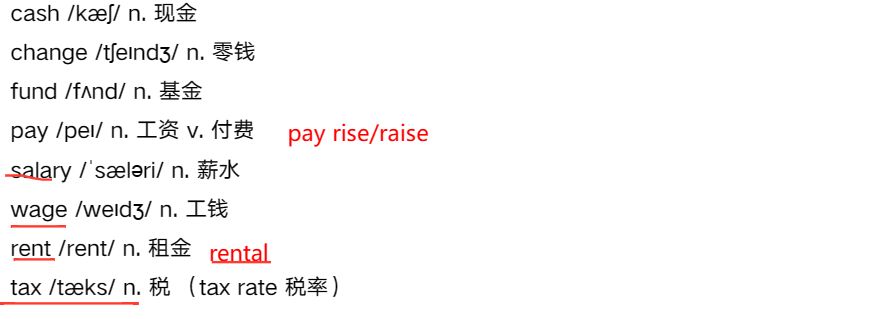 cash /kæʃ/ n. 现金
change /tʃeɪndʒ/ n. 零钱
fund /fʌnd/ n. 基金
pay /peɪ/ n. 工资 v. 付费 pay rise/raise
salary /ˈsæləri/ n. 薪水
wage /weɪdʒ/ n. 工钱
rent /rent/ n. 租金 rental
tax /tæks/ n. 税 （tax rate 税率）